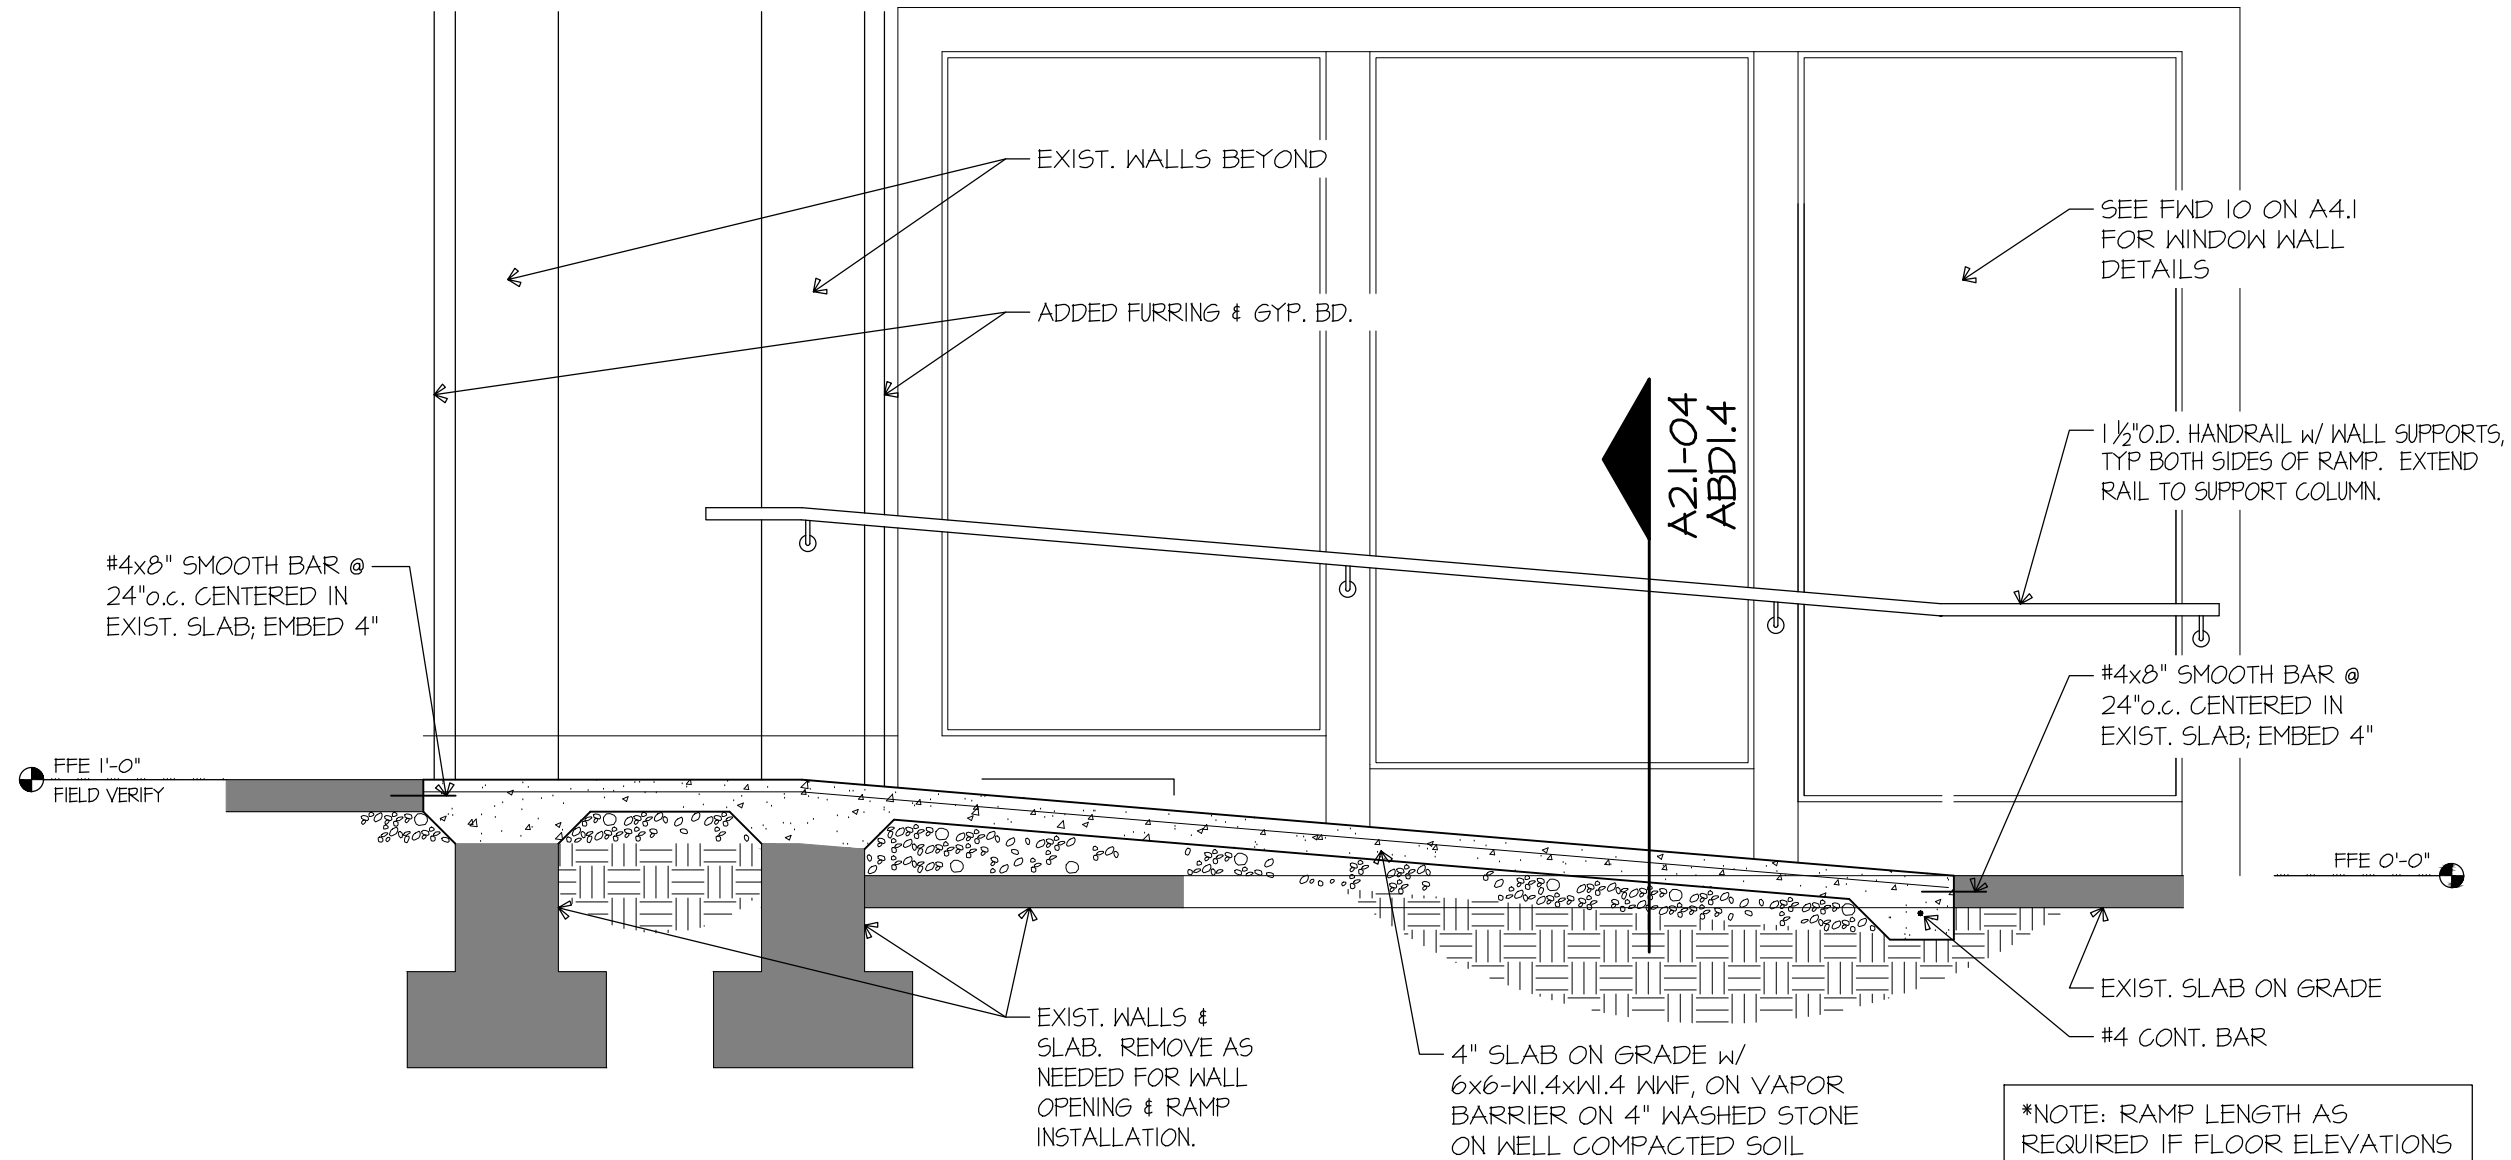 EXIST. WALLS BEYOND
SEE FWD 10 ON A4.1
FOR WINDOW WALL
DETAILS
ADDED FURRING & GYP. BD.
A2.1-04
ABD1.4
1 ½"O.D. HANDRAIL w/ WALL SUPPORTS,
TYP BOTH SIDES OF RAMP. EXTEND
RAIL TO SUPPORT COLUMN.
#4x8" SMOOTH BAR @
24"o.c. CENTERED IN
EXIST. SLAB; EMBED 4"
#4x8" SMOOTH BAR @
24"o.c. CENTERED IN
EXIST. SLAB; EMBED 4"
FFE 1'-0"
FIELD VERIFY
FFE 0'-0"
EXIST. SLAB ON GRADE
#4 CONT. BAR
EXIST. WALLS &
SLAB. REMOVE AS
NEEDED FOR WALL
OPENING & RAMP
INSTALLATION.
4" SLAB ON GRADE w/
6x6-W1.4xW1.4 WWF, ON VAPOR
BARRIER ON 4" WASHED STONE
ON WELL COMPACTED SOIL
*NOTE: RAMP LENGTH AS
REQUIRED IF FLOOR ELEVATIONS